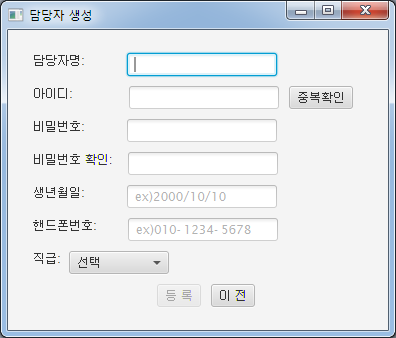 담당자 생성
담당자명:
아이디: 중복확인
비밀번호:
비밀번호 확인:
생년월일: ex)2000/10/10
핸드폰번호: ex)010- 1234- 5678
직급: 선택
등 록 이 전